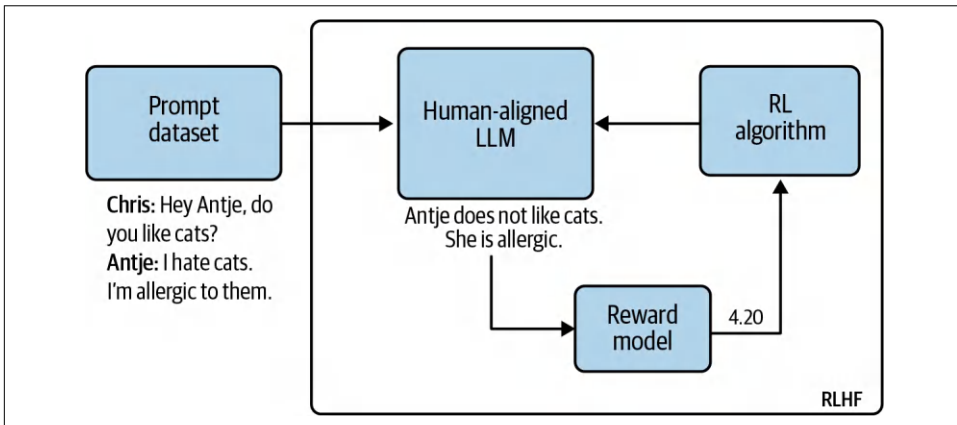 Prompt
dataset
Chris: Hey Antje, do
you like cats?
Antje: I hate cats.
I'm allergic to them.
Human-aligned
LLM
Antje does not like cats.
She is allergic.
RL
algorithm
Reward
model
4.20
RLHF